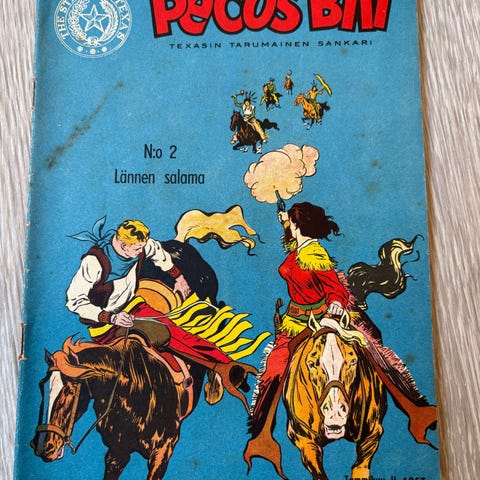 PECOS Bill
TEXASIN TARUMAINEN SANKARI
N:o 2
Lännen salama